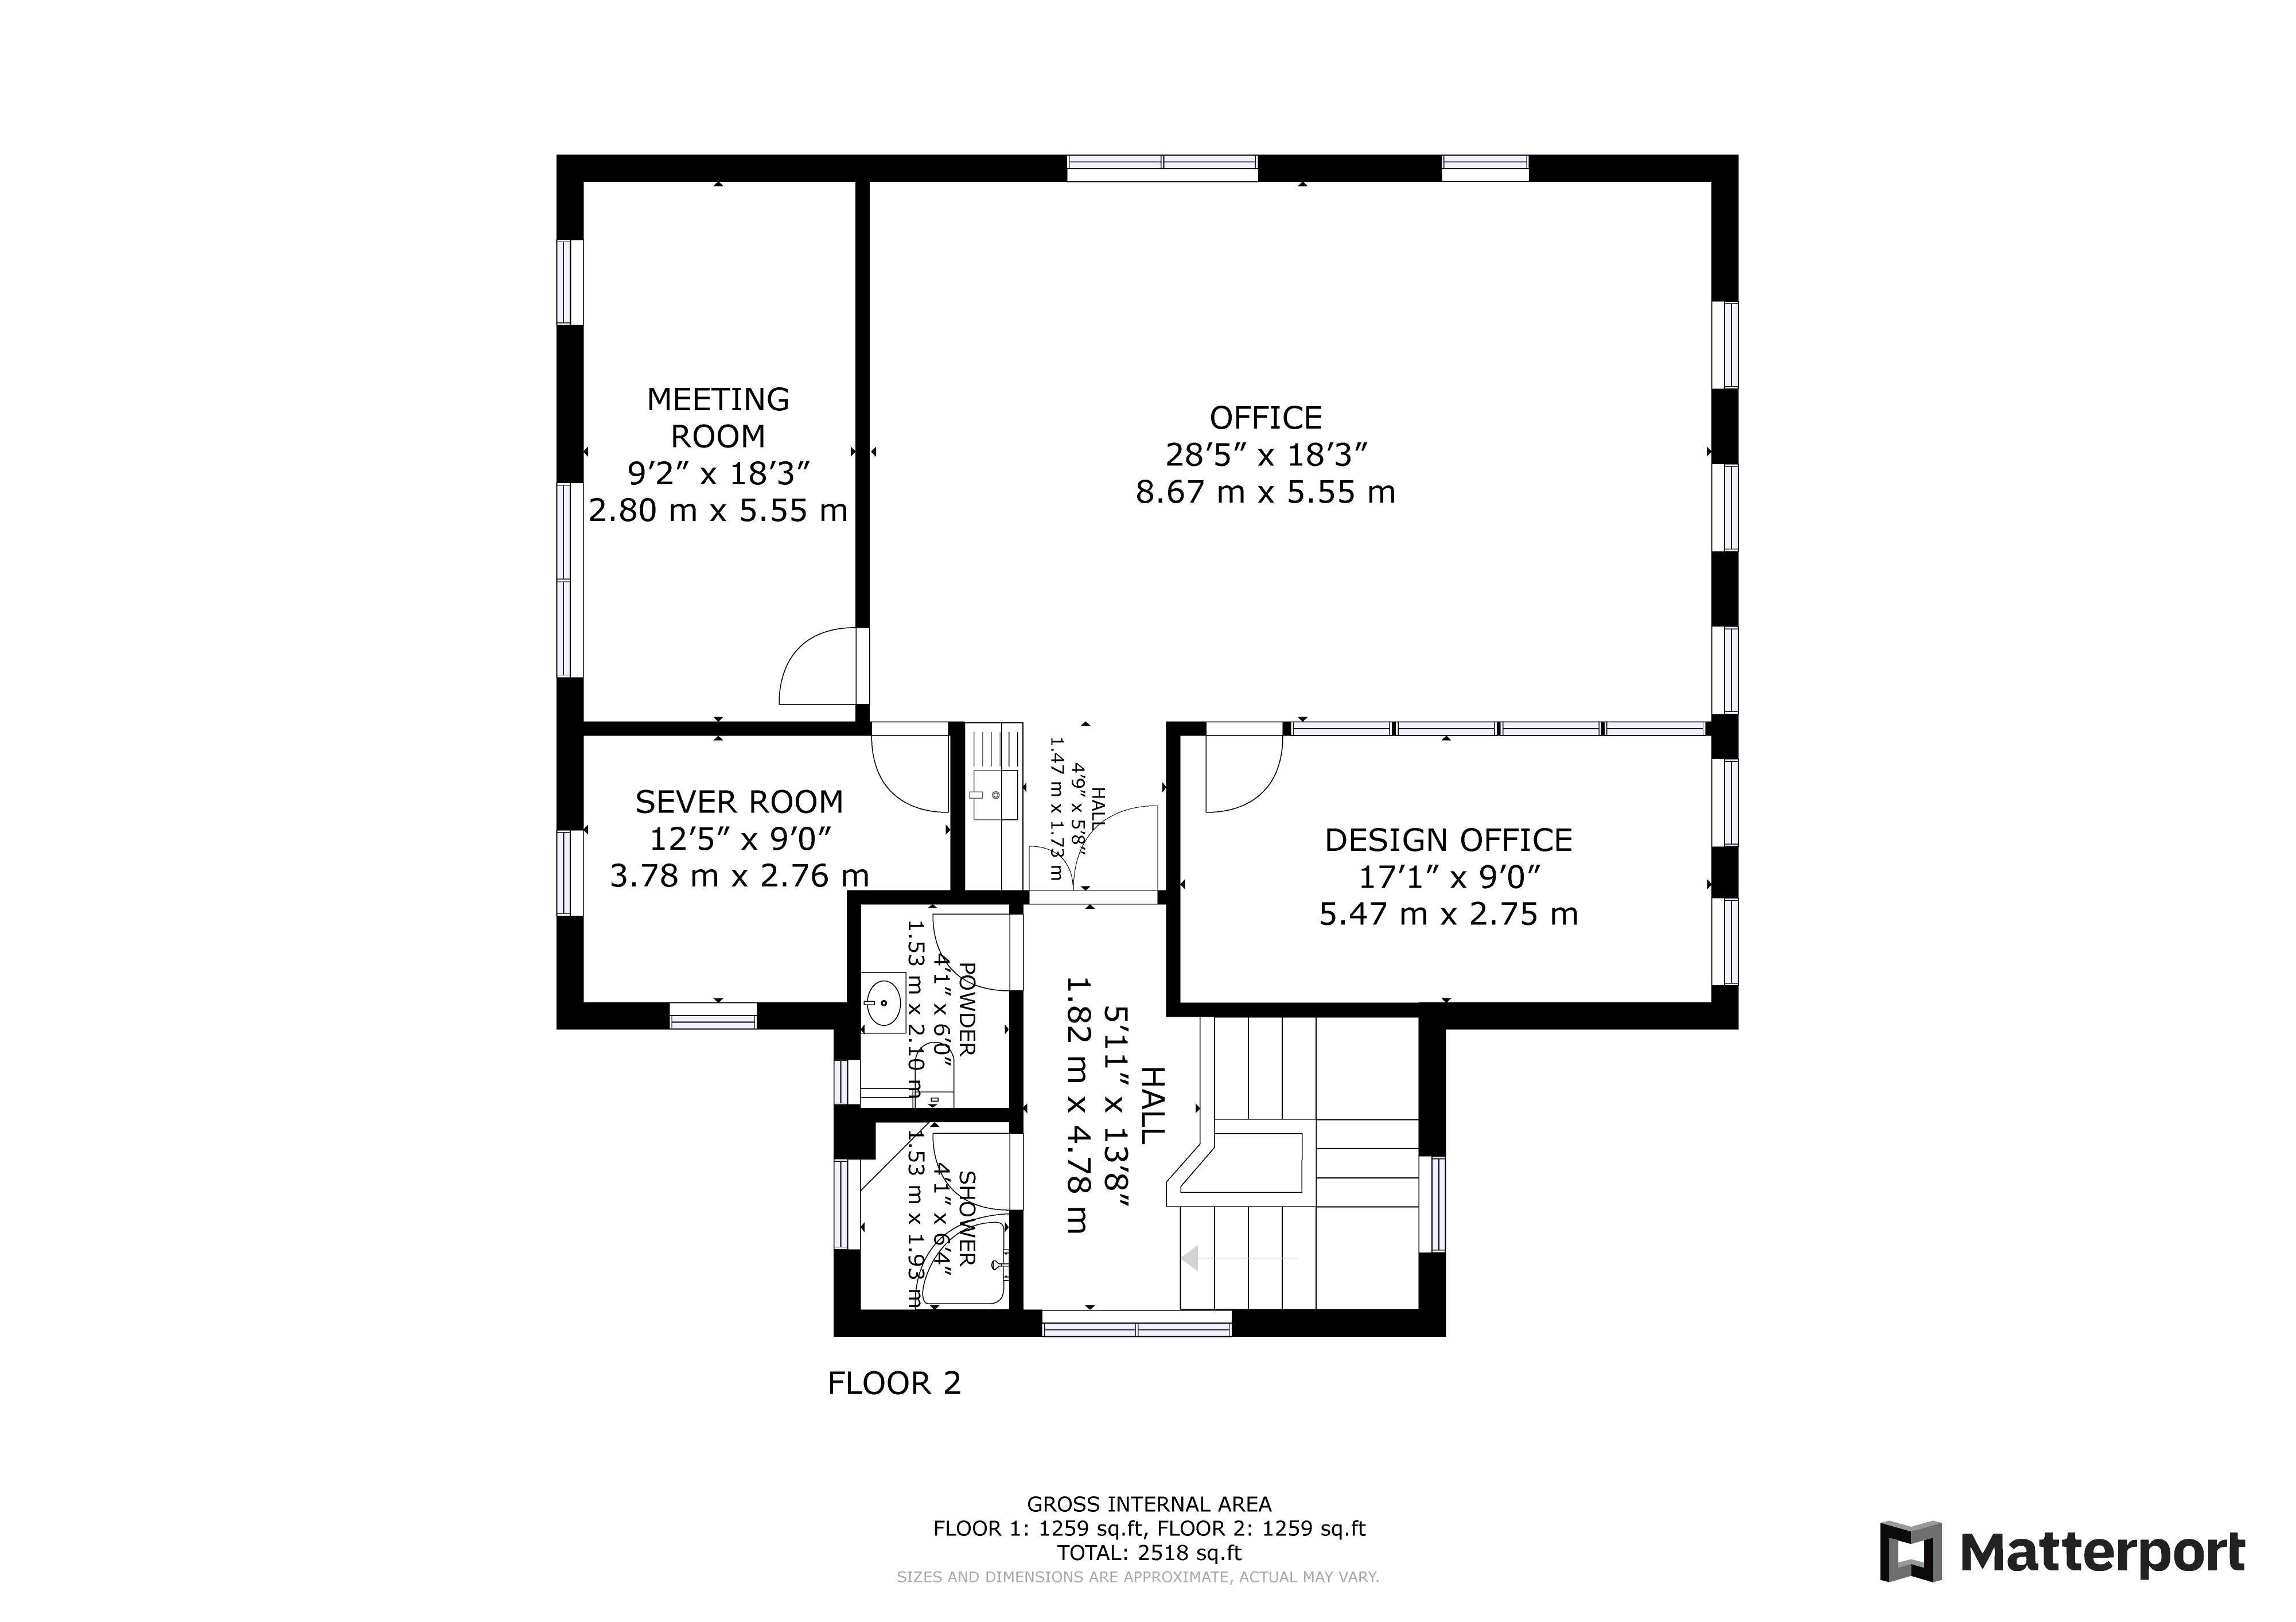 MEETING
ROOM
9’2” x 18’3”
2.80 m x 5.55 m
OFFICE
28’5” x 18’3”
8.67 m x 5.55 m
SEVER ROOM
12’5” x 9’0”
3.78 m x 2.76 m
HALL
4’9” x 5’8”
1.47 m x 1.73 m
DESIGN OFFICE
17’1” x 9’0”
5.47 m x 2.75 m
POWDER
4’1” x 6’0”
1.53 m x 2.10 m
HALL
5’11” x 13’8”
1.82 m x 4.78 m
SHOWER
4’1” x 6’4”
1.53 m x 1.93 m
FLOOR 2
GROSS INTERNAL AREA
FLOOR 1: 1259 sq.ft, FLOOR 2: 1259 sq.ft
TOTAL: 2518 sq.ft
SIZES AND DIMENSIONS ARE APPROXIMATE, ACTUAL MAY VARY.
Matterport